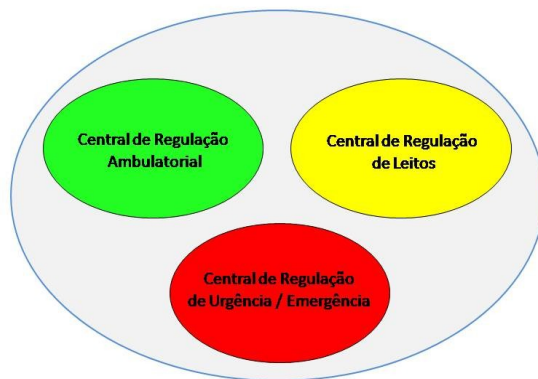 Central de Regulação
Ambulatorial
Central de Regulação
de Leitos
Central de Regulação
de Urgência / Emergência